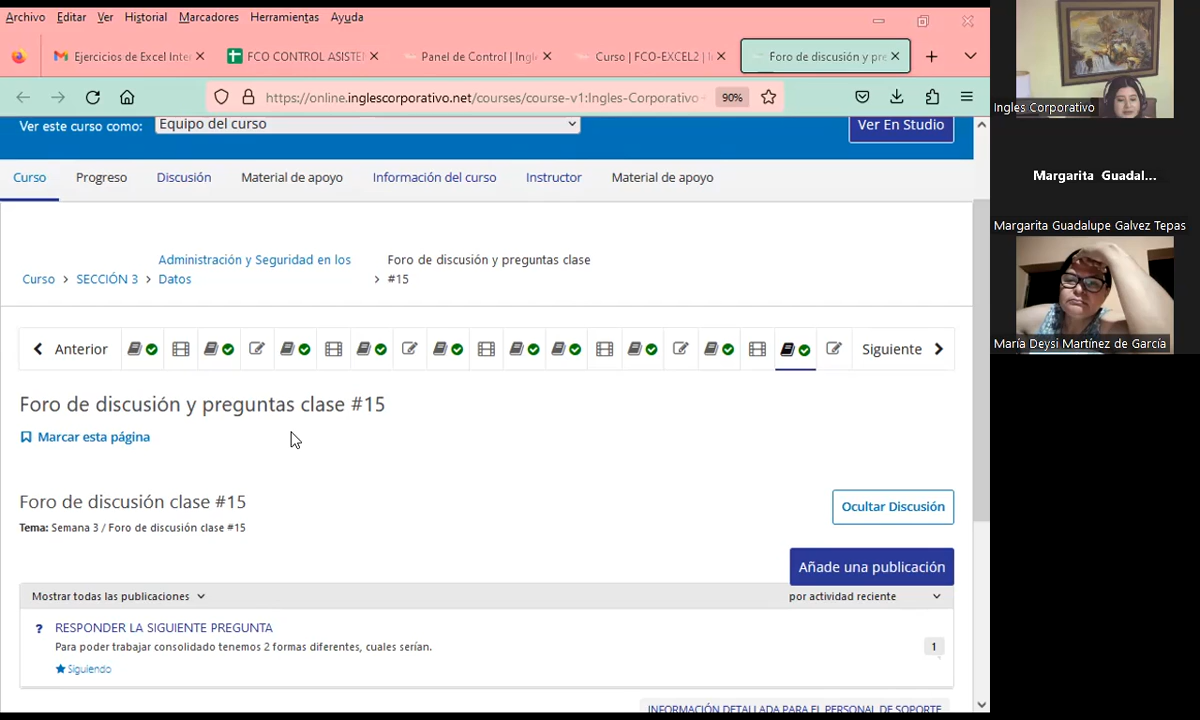 Archivo Editar Ver Historial Marcadores Herramientas Ayuda
Ejercicios de Excel Inter
FCO CONTROL ASISTE
Panel de Control | Ingl
Curso | FCO-EXCEL2 | I
Foro de discusión y pre
https://online.inglescorporativo.net/courses/course-v1:Ingles-Corporativo
90%
Ver este curso como:
Equipo del curso
Ver En Studio
Curso Progreso Discusión Material de apoyo Información del curso Instructor Material de apoyo
Curso > SECCIÓN 3 > Administración y Seguridad en los
Datos
> Foro de discusión y preguntas clase
#15
Anterior
Siguiente
Foro de discusión y preguntas clase #15
Marcar esta página
Foro de discusión clase #15
Ocultar Discusión
Tema: Semana 3 / Foro de discusión clase #15
Añade una publicación
Mostrar todas las publicaciones
por actividad reciente
? RESPONDER LA SIGUIENTE PREGUNTA
Para poder trabajar consolidado tenemos 2 formas diferentes, cuales serían.
1
Siguiendo
INFORMACIÓN DETALLADA PARA EL PERSONAL DE SOPORTE
Ingles Corporativo
Margarita Guadal...
Margarita Guadalupe Galvez Tepas
María Deysi Martínez de García